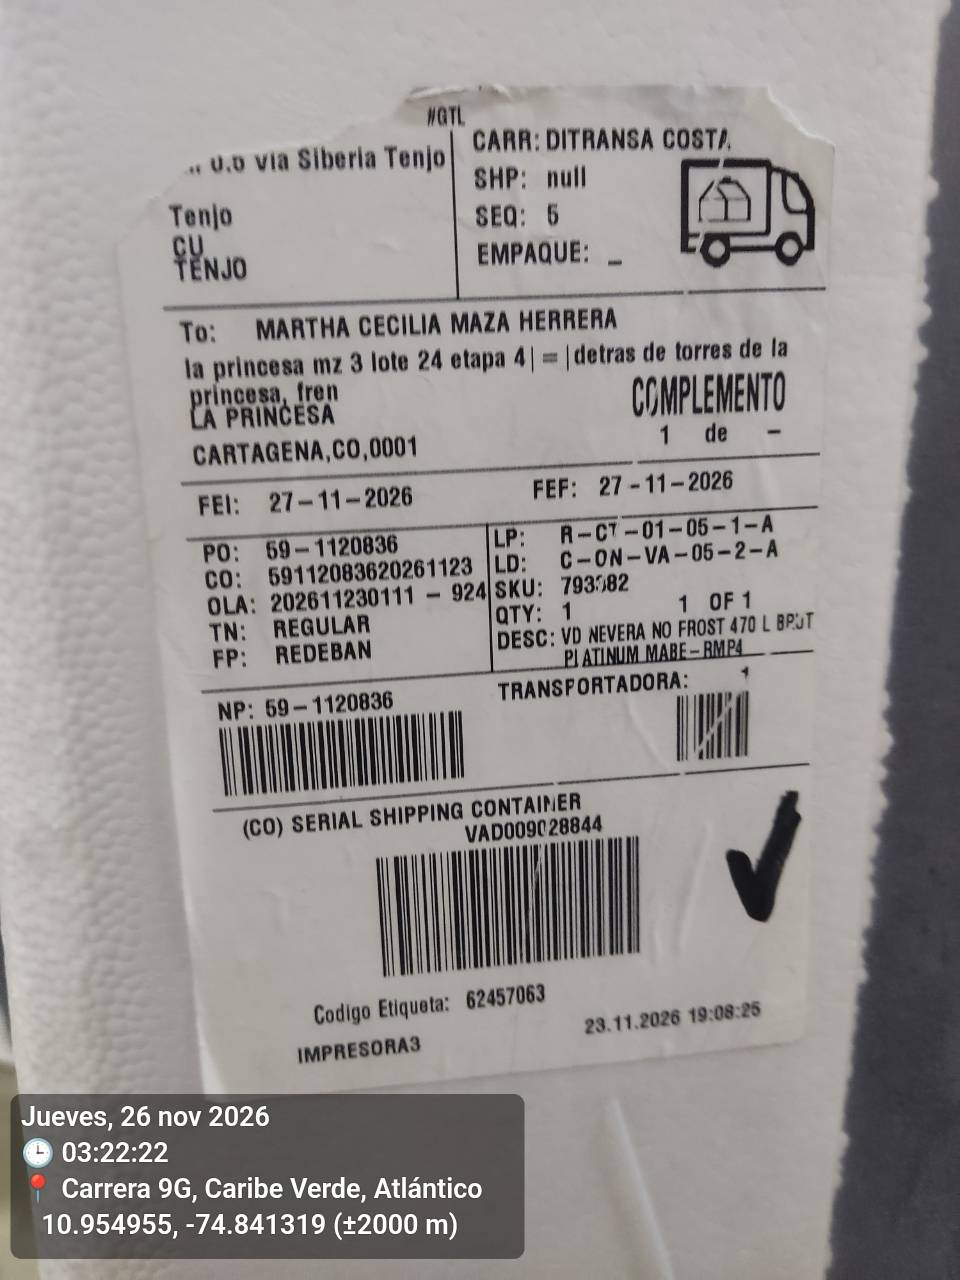 #GTL
via Siberia Tenjo
Tenjo
CU
TENJO
CARR: DITRANSA COSTA
SHP: null
SEQ: 5
EMPAQUE: _
To: MARTHA CECILIA MAZA HERRERA
la princesa mz 3 lote 24 etapa 4| = |detras de torres de la
princesa, fren
LA PRINCESA
CARTAGENA,CO,0001
COMPLEMENTO
1 de -
FEI: 27-11-2026
FEF: 27-11-2026
PO: 59-1120836
CO: 59112083620261123
OLA: 202611230111 - 924
TN: REGULAR
FP: REDEBAN
LP: R-CT-01-05-1-A
LD: C-ON-VA-05-2-A
SKU:
QTY: 1 1 OF 1
DESC: VD NEVERA NO FROST 470 L
PLATINUM MABE-RMP4
NP: 59-1120836
TRANSPORTADORA: 1
(CO) SERIAL SHIPPING CONTAINER
VAD009028844
Codigo Etiqueta: 62457063
23.11.2026 19:08:25
IMPRESORA3
Jueves, 26 nov 2026
03:22:22
Carrera 9G, Caribe Verde, Atlántico
10.954955, -74.841319 (±2000 m)